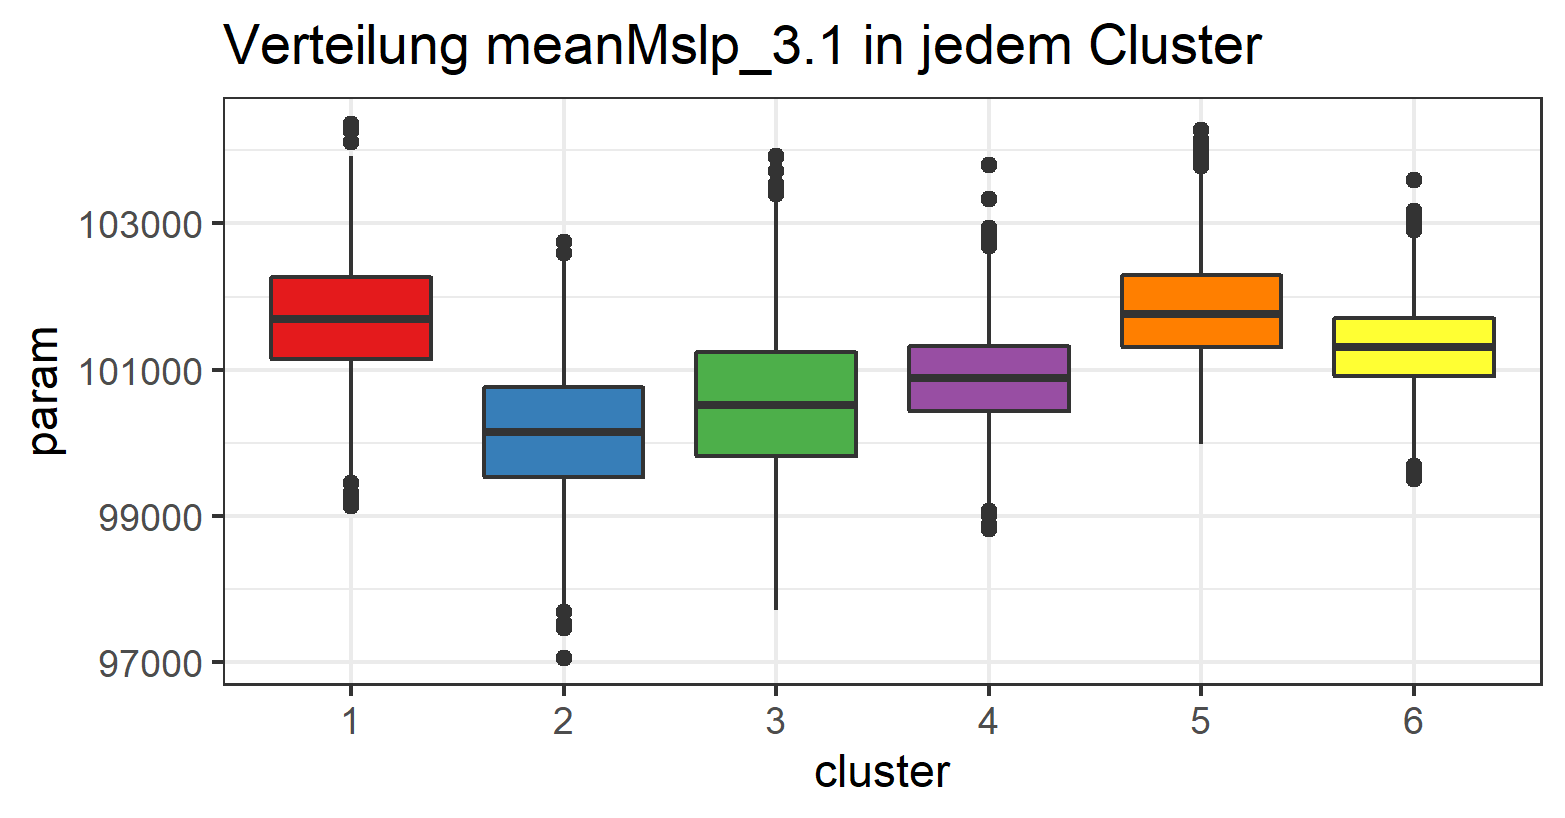 Verteilung meanMslp_3.1 in jedem Cluster
param
103000
101000
99000
97000
1 2 3 4 5 6
cluster